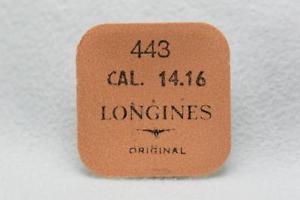 443
CAL. 14.16
LONGINES
ORIGINAL